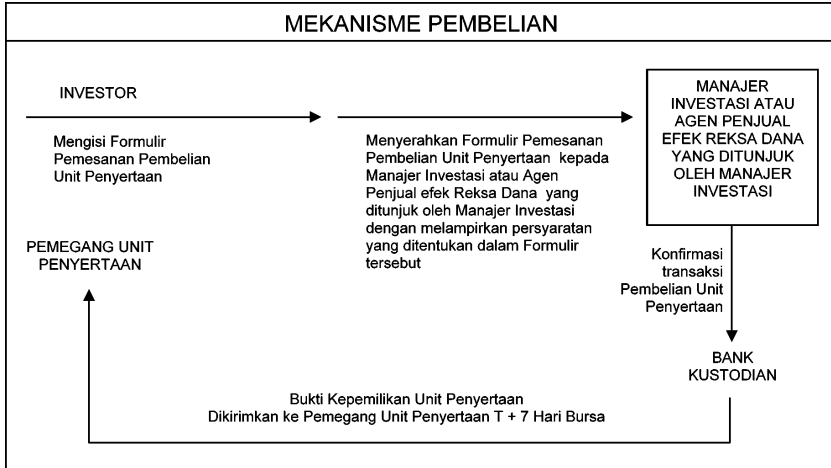 MEKANISME PEMBELIAN
INVESTOR
Mengisi Formulir
Pemesanan Pembelian
Unit Penyertaan
Menyerahkan Formulir Pemesanan
Pembelian Unit Penyertaan kepada
Manajer Investasi atau Agen
Penjual efek Reksa Dana yang
ditunjuk oleh Manajer Investasi
dengan melampirkan persyaratan
yang ditentukan dalam Formulir
tersebut
MANAJER
INVESTASI ATAU
AGEN PENJUAL
EFEK REKSA DANA
YANG DITUNJUK
OLEH MANAJER
INVESTASI
Konfirmasi
transaksi
Pembelian Unit
Penyertaan
BANK
KUSTODIAN
Bukti Kepemilikan Unit Penyertaan
Dikirimkan ke Pemegang Unit Penyertaan T + 7 Hari Bursa
PEMEGANG UNIT
PENYERTAAN